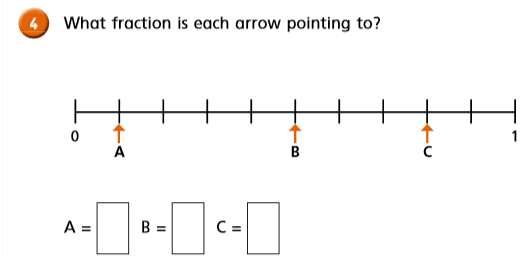 4 What fraction is each arrow pointing to?
0 1
A B C
A = B = C =